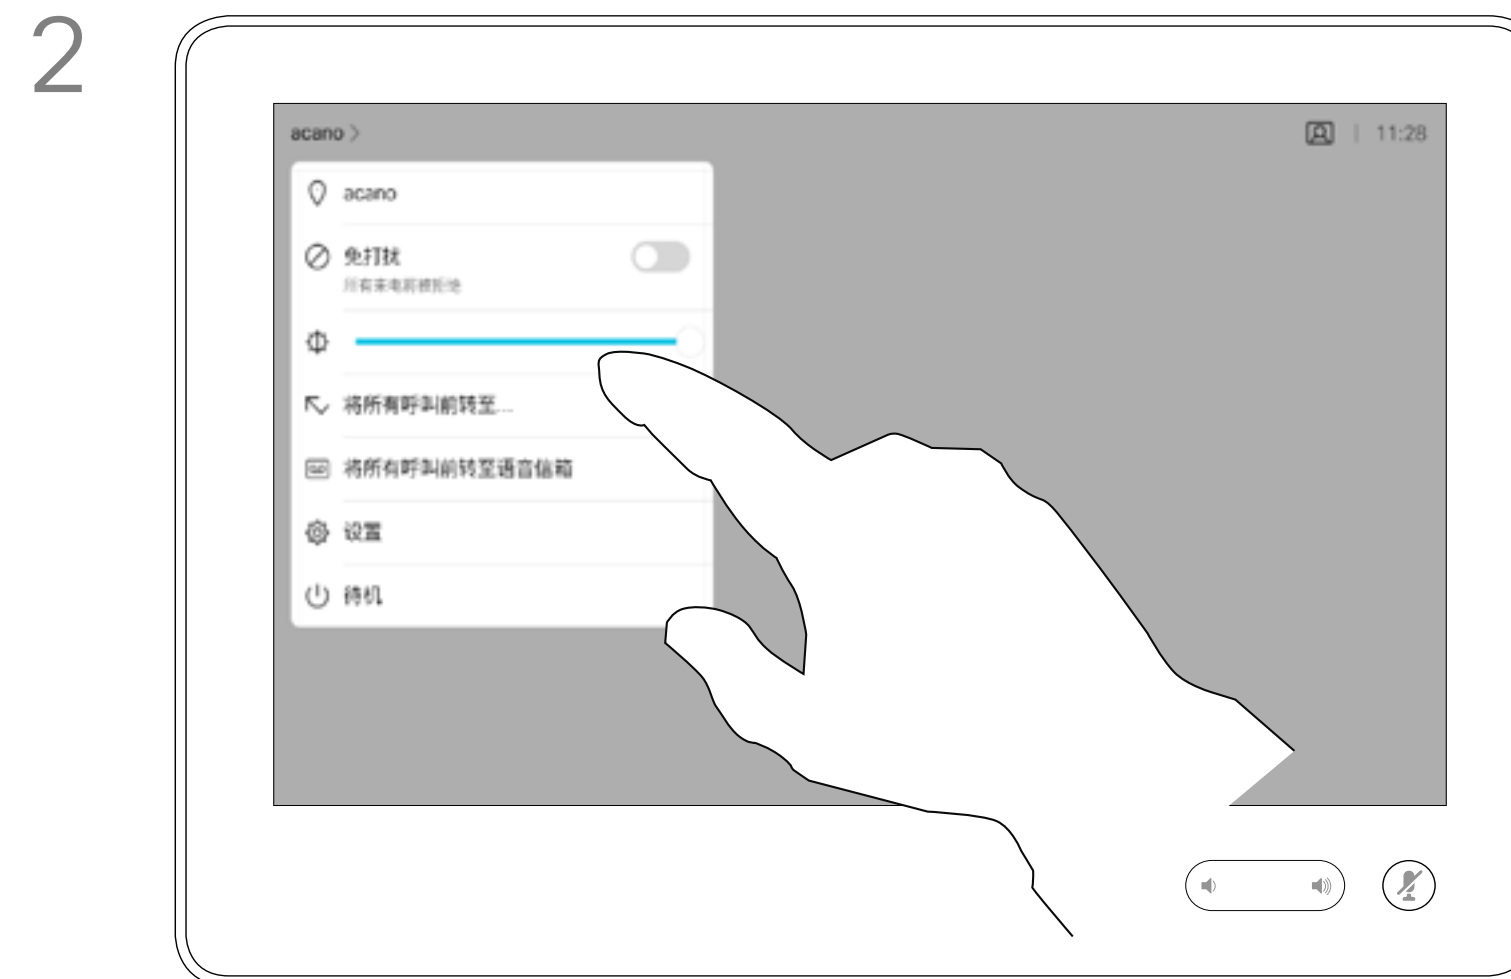 2
acano >
11:28
acano
免打扰
所有来电都被拒绝
将所有呼叫前转至...
将所有呼叫前转至语音信箱
设置
待机